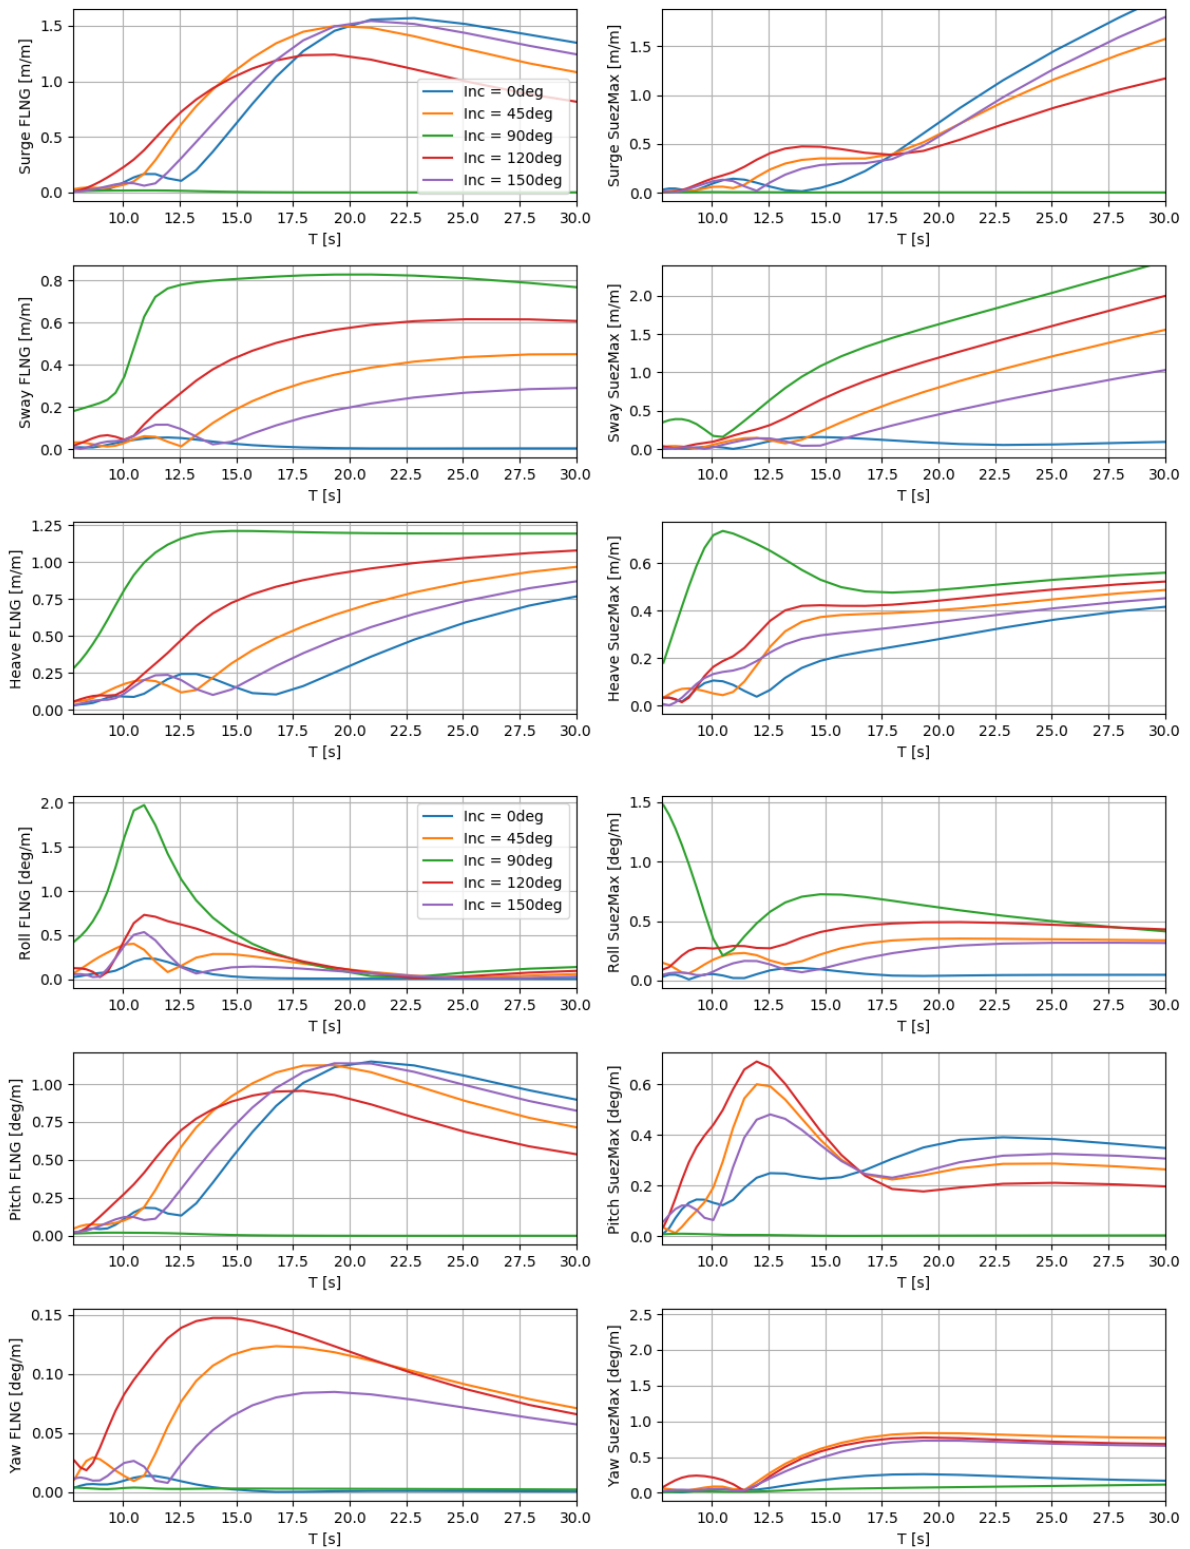 Surge FLNG [m/m]
1.5
1.0
0.5
0.0
Inc = 0deg
Inc = 45deg
Inc = 90deg
Inc = 120deg
Inc = 150deg
10.0 12.5 15.0 17.5 20.0 22.5 25.0 27.5 30.0
T [s]
Surge SuezMax [m/m]
1.5
1.0
0.5
0.0
10.0 12.5 15.0 17.5 20.0 22.5 25.0 27.5 30.0
T [s]
Sway FLNG [m/m]
0.8
0.6
0.4
0.2
0.0
10.0 12.5 15.0 17.5 20.0 22.5 25.0 27.5 30.0
T [s]
Sway SuezMax [m/m]
2.0
1.5
1.0
0.5
0.0
10.0 12.5 15.0 17.5 20.0 22.5 25.0 27.5 30.0
T [s]
Heave FLNG [m/m]
1.25
1.00
0.75
0.50
0.25
0.00
10.0 12.5 15.0 17.5 20.0 22.5 25.0 27.5 30.0
T [s]
Heave SuezMax [m/m]
0.6
0.4
0.2
0.0
10.0 12.5 15.0 17.5 20.0 22.5 25.0 27.5 30.0
T [s]
Roll FLNG [deg/m]
2.0
1.5
1.0
0.5
0.0
Inc = 0deg
Inc = 45deg
Inc = 90deg
Inc = 120deg
Inc = 150deg
10.0 12.5 15.0 17.5 20.0 22.5 25.0 27.5 30.0
T [s]
Roll SuezMax [deg/m]
1.5
1.0
0.5
0.0
10.0 12.5 15.0 17.5 20.0 22.5 25.0 27.5 30.0
T [s]
Pitch FLNG [deg/m]
1.00
0.75
0.50
0.25
0.00
10.0 12.5 15.0 17.5 20.0 22.5 25.0 27.5 30.0
T [s]
Pitch SuezMax [deg/m]
0.6
0.4
0.2
0.0
10.0 12.5 15.0 17.5 20.0 22.5 25.0 27.5 30.0
T [s]
Yaw FLNG [deg/m]
0.15
0.10
0.05
0.00
10.0 12.5 15.0 17.5 20.0 22.5 25.0 27.5 30.0
T [s]
Yaw SuezMax [deg/m]
2.5
2.0
1.5
1.0
0.5
0.0
10.0 12.5 15.0 17.5 20.0 22.5 25.0 27.5 30.0
T [s]